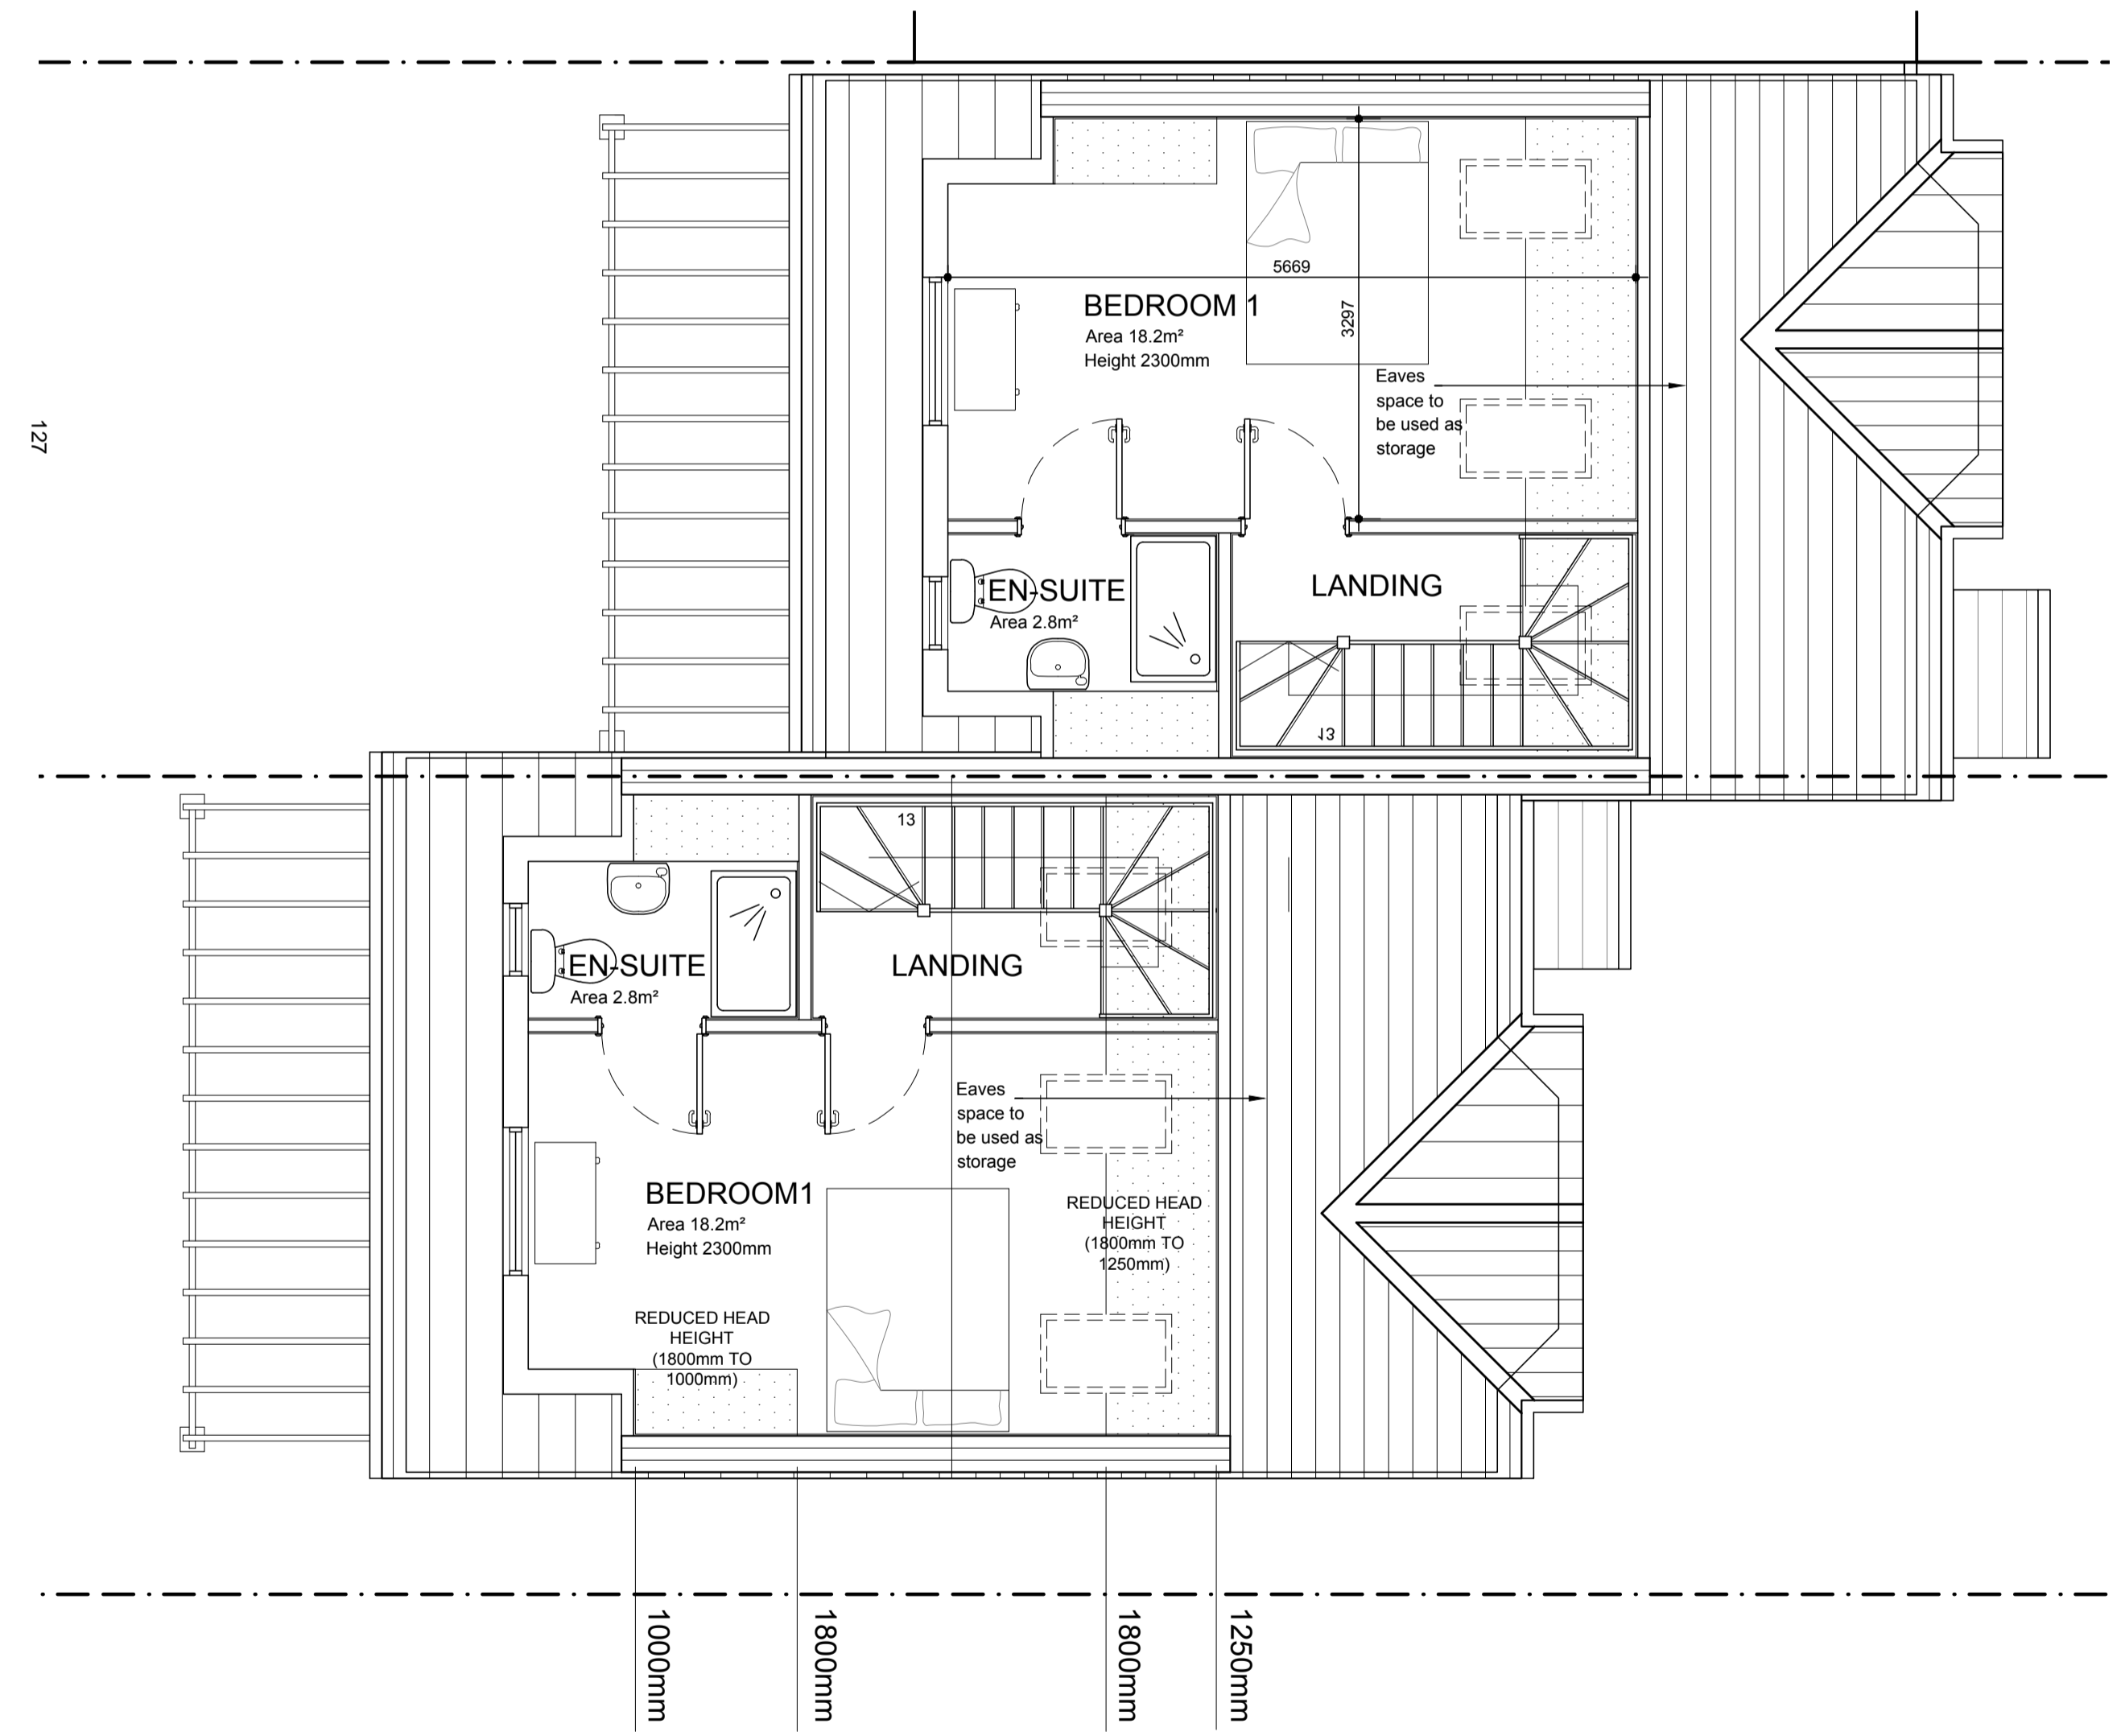 127
5669
BEDROOM 1
Area 18.2m²
Height 2300mm
3297
Eaves
space to
be used as
storage
EN-SUITE
Area 2.8m²
LANDING
13
13
EN-SUITE
Area 2.8m²
LANDING
Eaves
space to
be used as
storage
BEDROOM1
Area 18.2m²
Height 2300mm
REDUCED HEAD
HEIGHT
(1800mm TO
1250mm)
REDUCED HEAD
HEIGHT
(1800mm TO
1000mm)
1000mm
1800mm
1800mm
1250mm